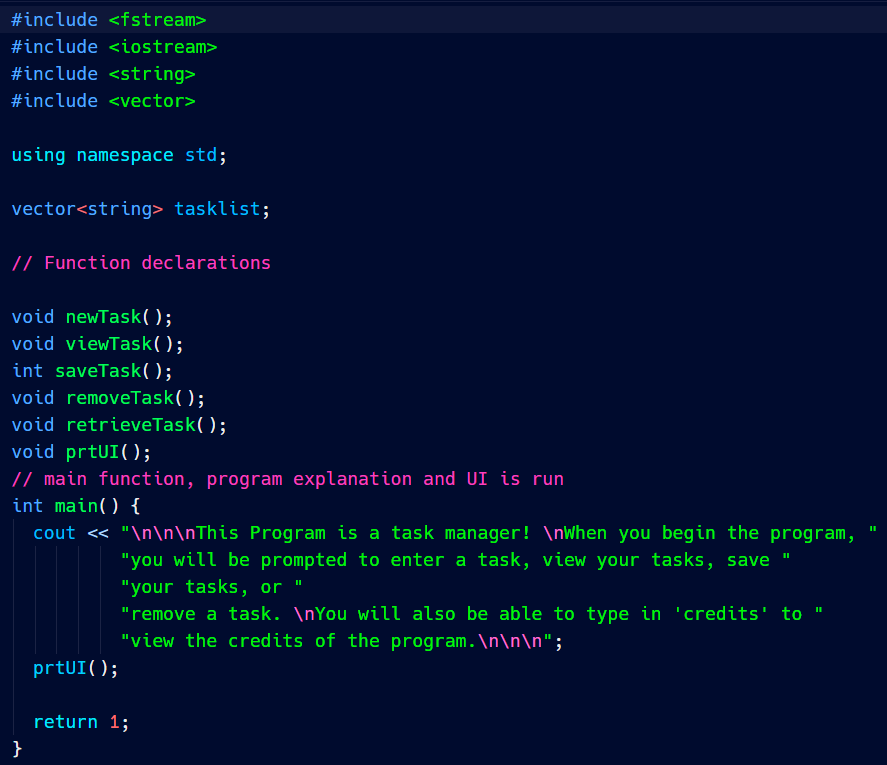 #include <fstream>
#include <iostream>
#include <string>
#include <vector>
using namespace std;
vector<string> tasklist;
// Function declarations
void newTask();
void viewTask();
int saveTask();
void removeTask();
void retrieveTask();
void prtUI();
// main function, program explanation and UI is run
int main() {
cout << "\n\n\nThis Program is a task manager! \nWhen you begin the program, "
"you will be prompted to enter a task, view your tasks, save "
"your tasks, or "
"remove a task. \nYou will also be able to type in 'credits' to "
"view the credits of the program.\n\n\n";
prtUI();
return 1;
}